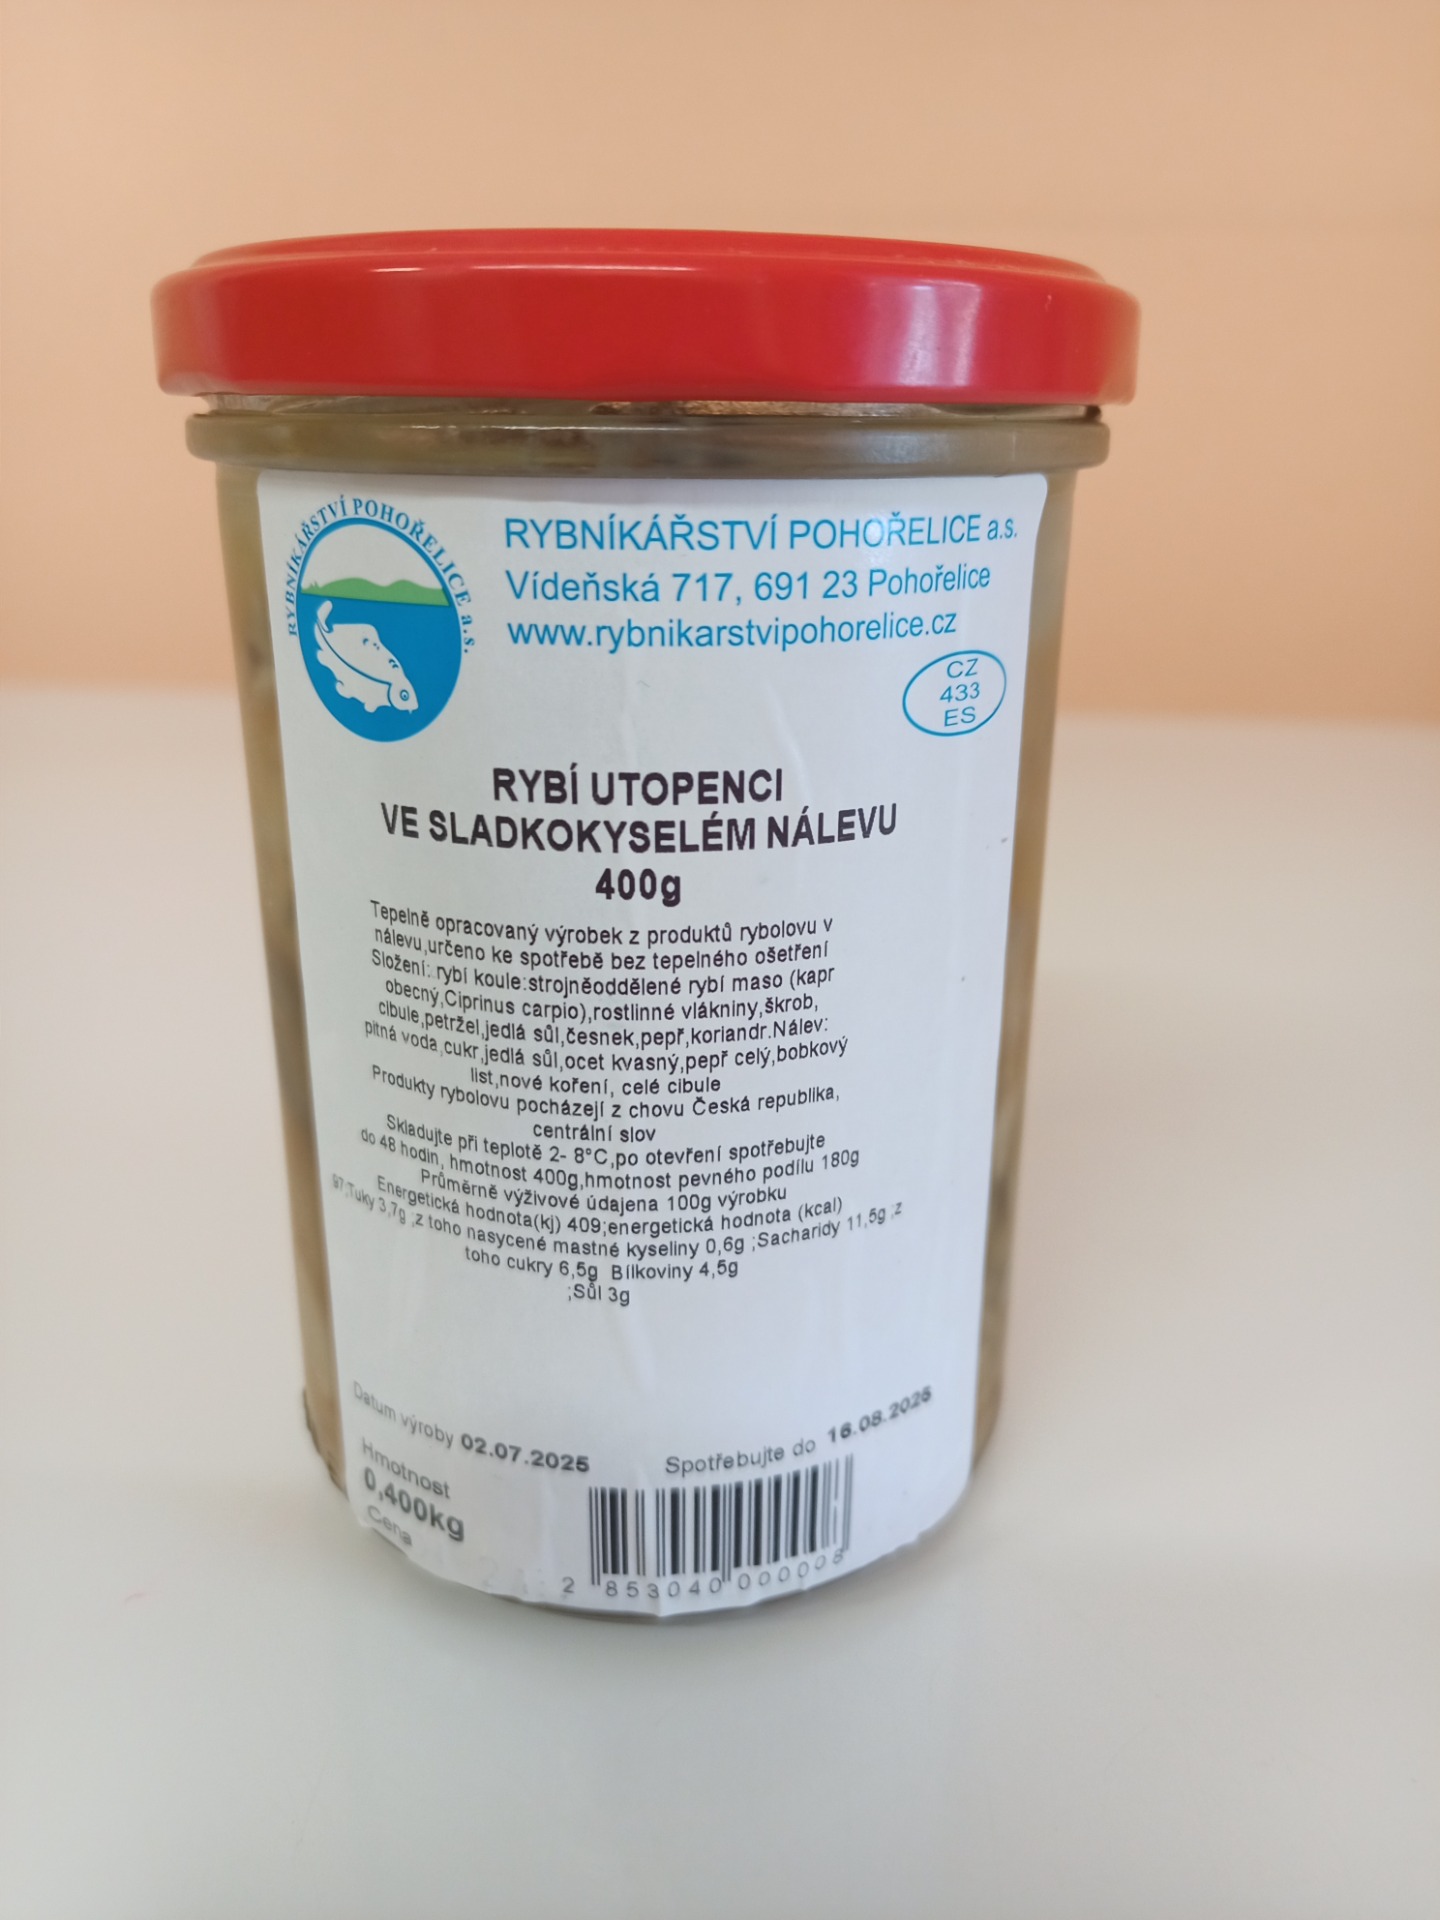 RYBNÍKÁŘSTVÍ POHOŘELICE a.s.
RYBNÍKÁŘSTVÍ POHOŘELICE a.s.
Vídeňská 717, 691 23 Pohořelice
www.rybnikarstvipohorelice.cz
CZ
433
ES
RYBÍ UTOPENCI
VE SLADKOKYSELÉM NÁLEVU
400g
Tepelně opracovaný výrobek z produktů rybolovu v
nálevu,určeno ke spotřebě bez tepelného ošetření
Složení: rybí koule:strojněoddělené rybí maso (kapr
obecný,Ciprinus carpio),rostlinné vlákniny,škrob,
cibule,petržel,jedlá sůl,česnek,pepř,koriandr.Nálev:
pitná voda,cukr,jedlá sůl,ocet kvasný,pepř celý,bobkový
list,nové koření, celé cibule
Produkty rybolovu pocházejí z chovu Česká republika,
centrální slov
Skladujte při teplotě 2- 8°C,po otevření spotřebujte
do 48 hodin, hmotnost 400g,hmotnost pevného podílu 180g
Průměrně výživové údajena 100g výrobku
Energetická hodnota(kj) 409;energetická hodnota (kcal)
97;Tuky 3,7g ;z toho nasycené mastné kyseliny 0,6g ;Sacharidy 11,5g ;z
toho cukry 6,5g Bílkoviny 4,5g
;Sůl 3g
Datum výroby 02.07.2025 Spotřebujte do 16.08.2025
Hmotnost
0,400kg
Cena
2 853040 000008